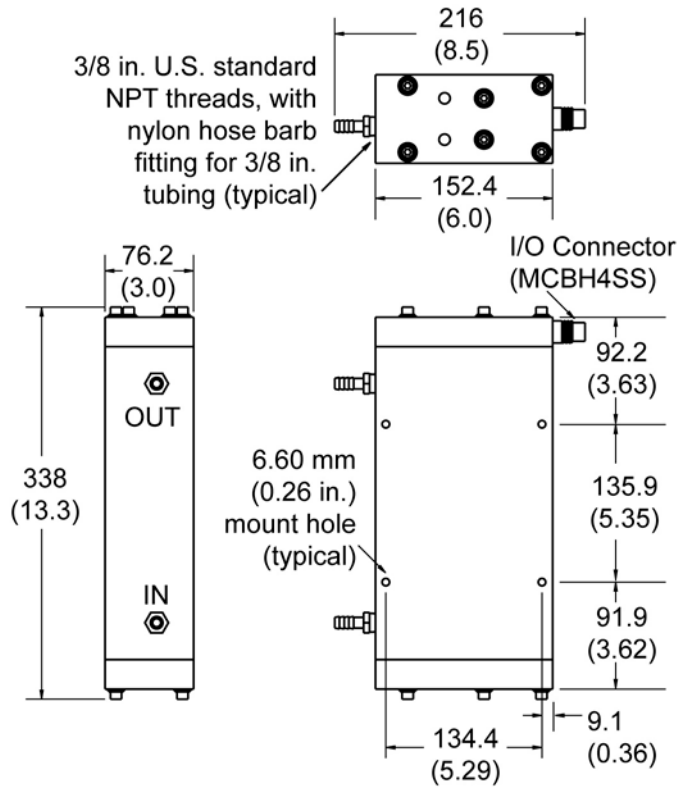 216
(8.5)
3/8 in. U.S. standard
NPT threads, with
nylon hose barb
fitting for 3/8 in.
tubing (typical)
152.4
(6.0)
76.2
(3.0)
I/O Connector
(MCBH4SS)
92.2
(3.63)
OUT
338
(13.3)
6.60 mm
(0.26 in.)
mount hole
(typical)
135.9
(5.35)
IN
91.9
(3.62)
9.1
(0.36)
134.4
(5.29)